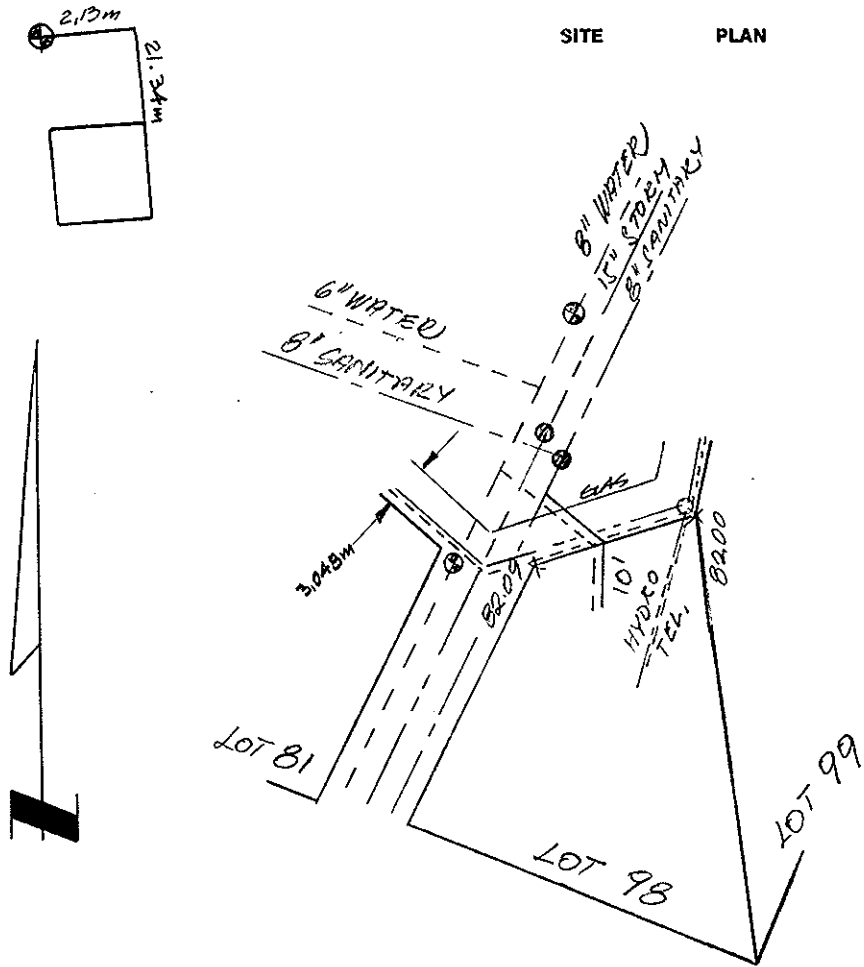 2,13m
21.34m
SITE PLAN
8" WATER
15" STORM
8" SANITARY
6" WATER
8" SANITARY
GAS
3,048m
82.09
10'
HYDRO
TEL.
82.00
LOT 81
LOT 98
LOT 99